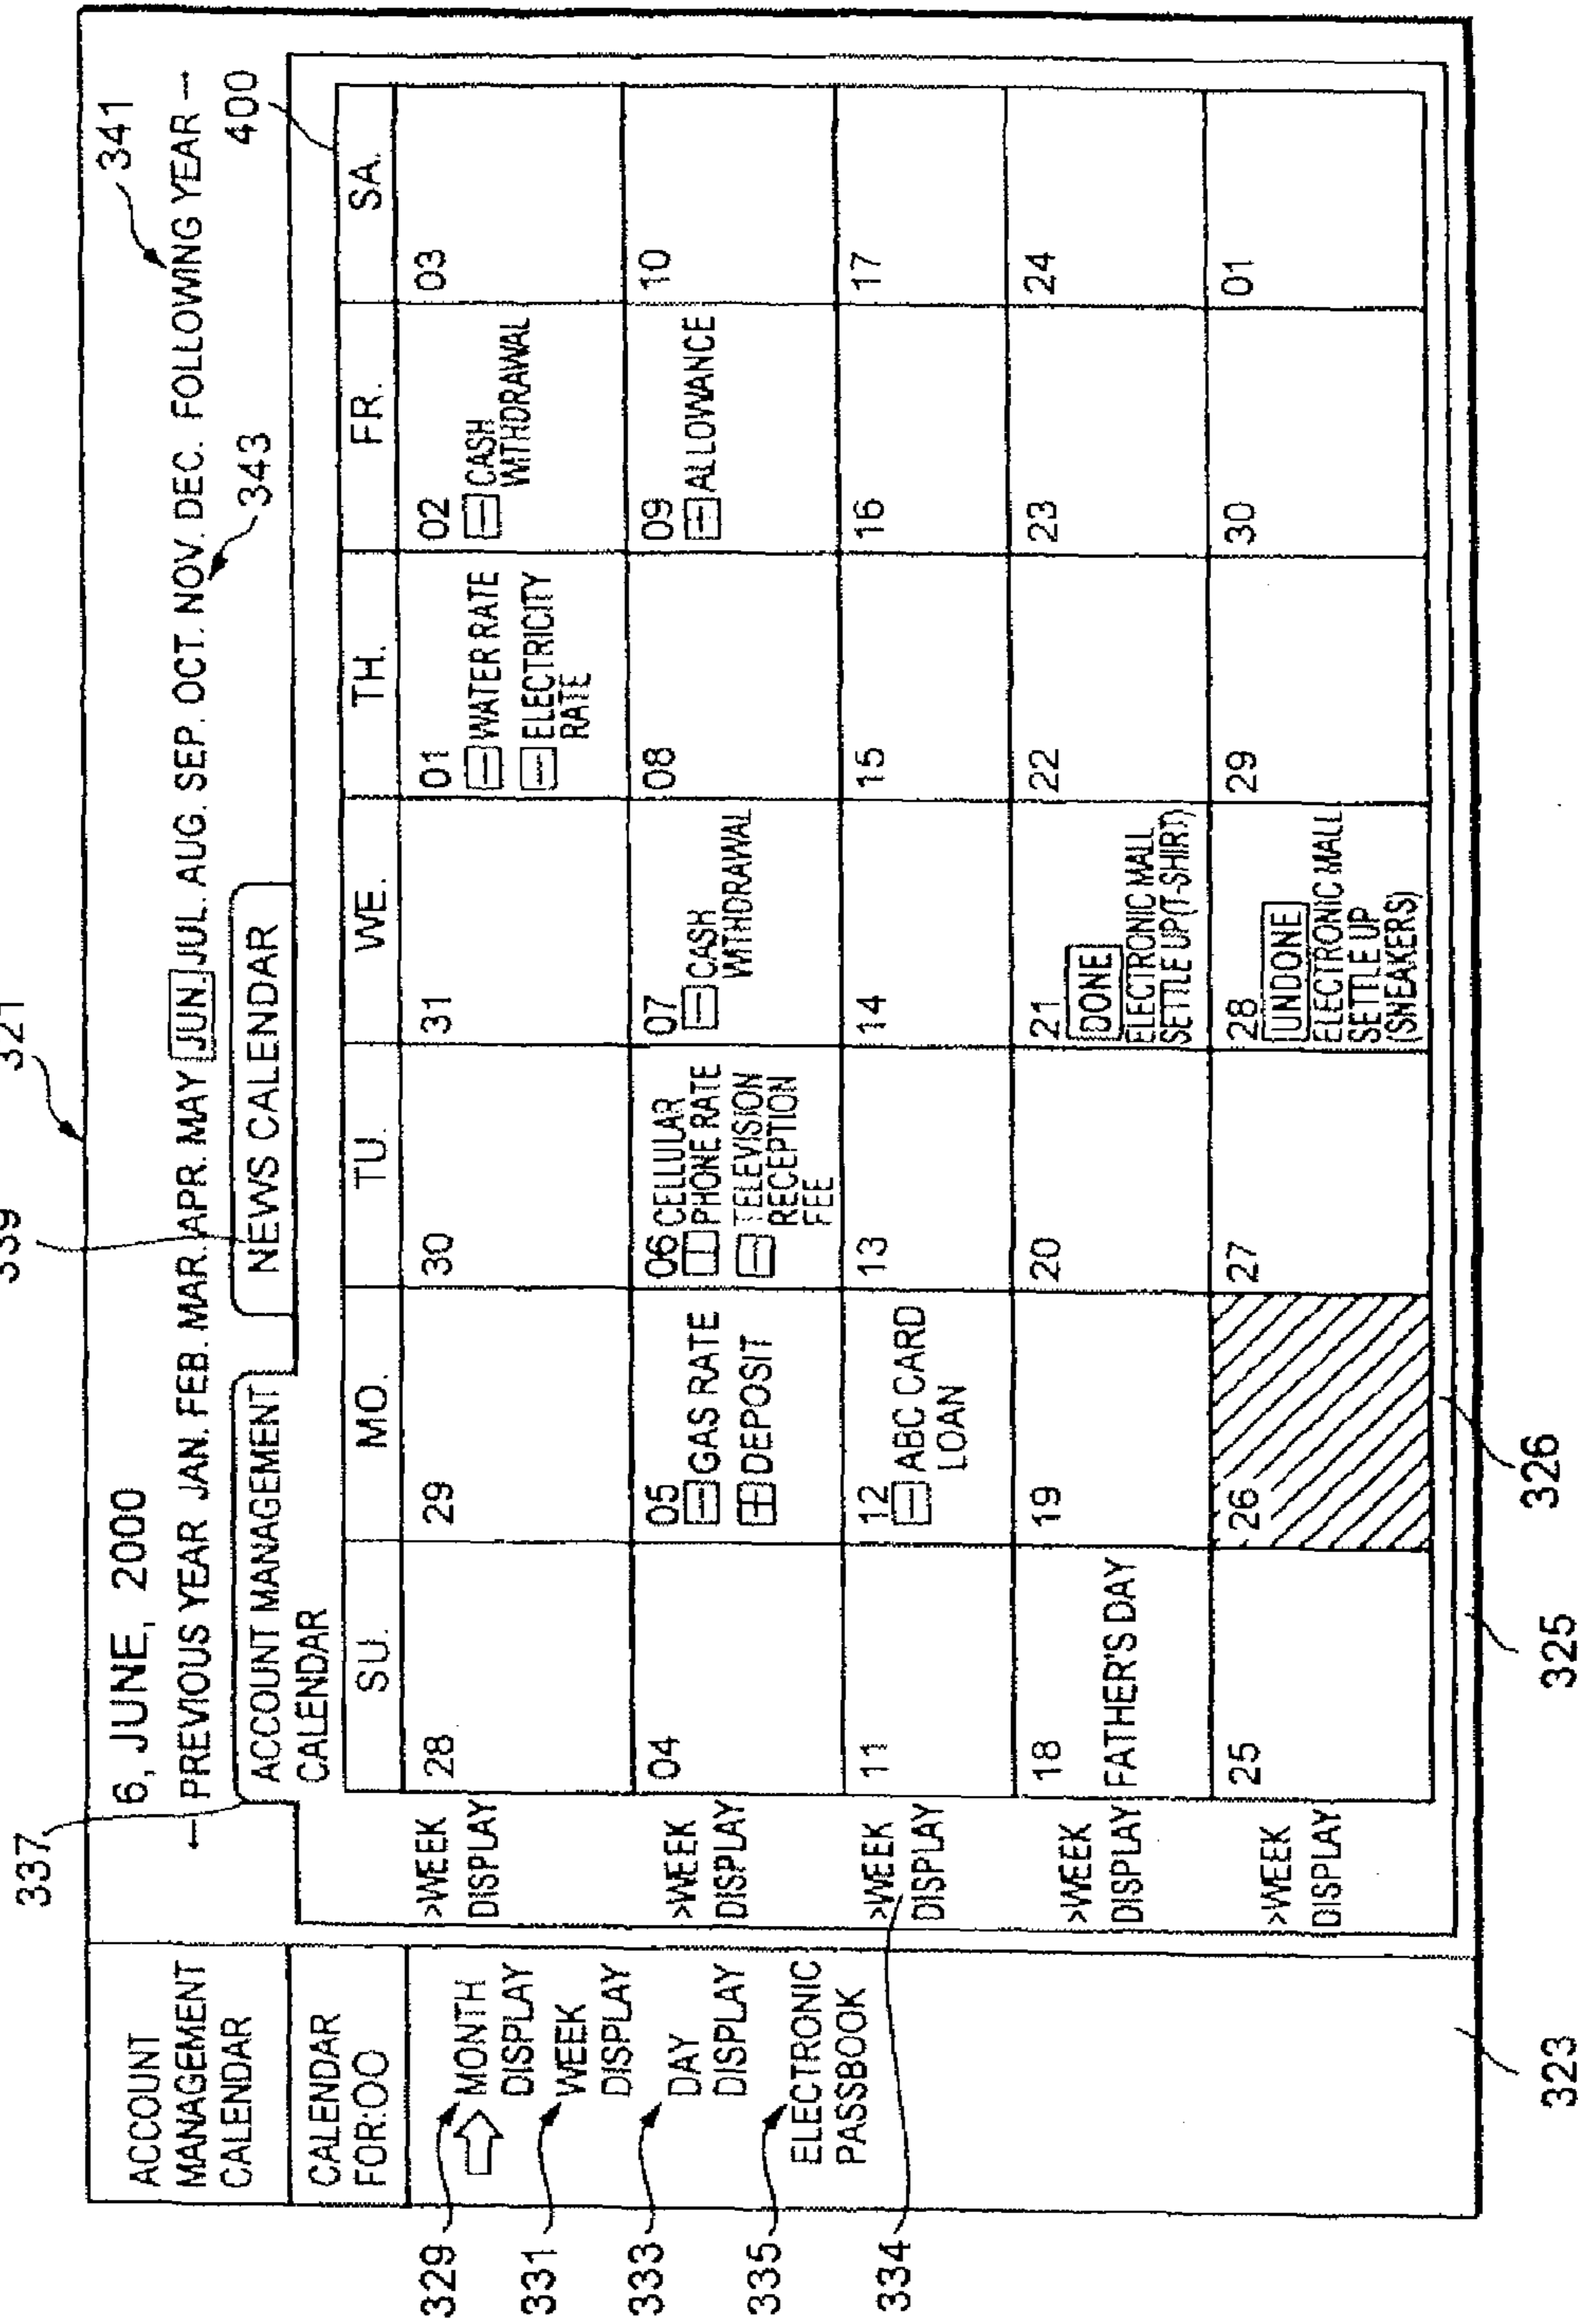 321
339
341
337
6, JUNE, 2000
← PREVIOUS YEAR JAN. FEB. MAR. APR. MAY JUN. JUL. AUG. SEP. OCT. NOV. DEC. FOLLOWING YEAR →
343
400
ACCOUNT
MANAGEMENT
CALENDAR
CALENDAR
FOR:OO
329
MONTH
DISPLAY
331
WEEK
DISPLAY
333
DAY
DISPLAY
335
ELECTRONIC
PASSBOOK
334
ACCOUNT MANAGEMENT
CALENDAR
NEWS CALENDAR
SU. MO. TU. WE. TH. FR. SA.
>WEEK
DISPLAY
28 29 30 31 01 02 03
− WATER RATE
− ELECTRICITY
RATE
− CASH
WITHDRAWAL
>WEEK
DISPLAY
04 05 06 07 08 09 10
− GAS RATE
+ DEPOSIT
CELLULAR
PHONE RATE
− TELEVISION
RECEPTION
FEE
− CASH
WITHDRAWAL
+ ALLOWANCE
>WEEK
DISPLAY
11 12 13 14 15 16 17
− ABC CARD
LOAN
>WEEK
DISPLAY
18 19 20 21 22 23 24
FATHER'S DAY
DONE
ELECTRONIC MALL
SETTLE UP(T-SHIRT)
>WEEK
DISPLAY
25 26 27 28 29 30 01
UNDONE
ELECTRONIC MALL
SETTLE UP
(SNEAKERS)
323
325
326